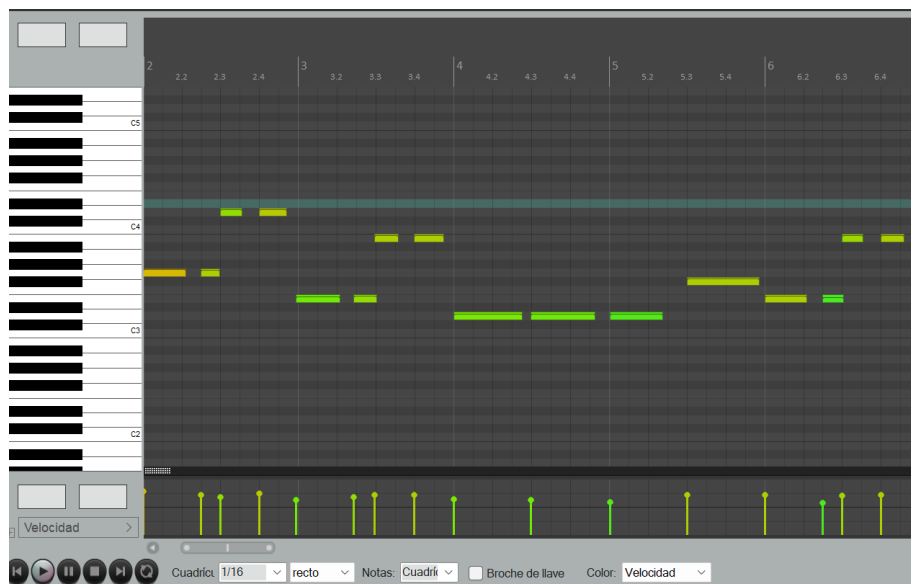 2 3 4 5 6
2.2 2.3 2.4 3.2 3.3 3.4 4.2 4.3 4.4 5.2 5.3 5.4 6.2 6.3 6.4
C5
C4
C3
C2
Velocidad
Cuadrícu 1/16 recto Notas: Cuadrí Broche de llave Color: Velocidad